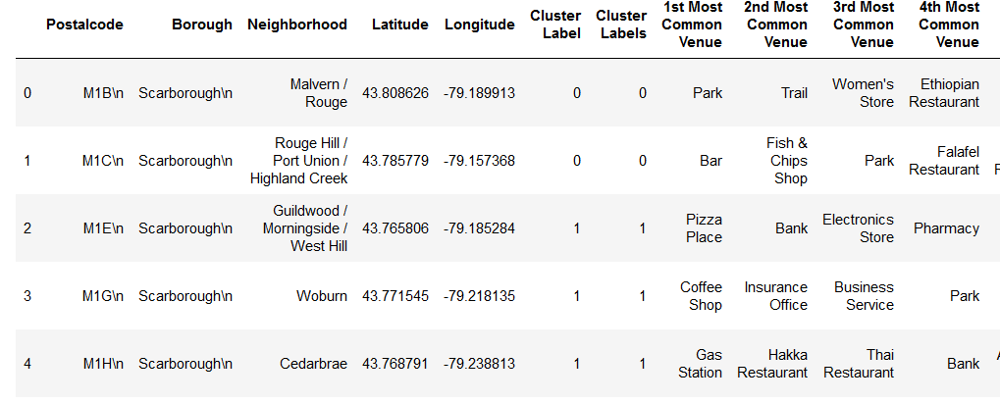 Postalcode Borough Neighborhood Latitude Longitude Cluster Label Cluster Labels 1st Most Common Venue 2nd Most Common Venue 3rd Most Common Venue 4th Most Common Venue
0 M1B\n Scarborough\n Malvern / Rouge 43.808626 -79.189913 0 0 Park Trail Women's Store Ethiopian Restaurant
1 M1C\n Scarborough\n Rouge Hill / Port Union / Highland Creek 43.785779 -79.157368 0 0 Bar Fish & Chips Shop Park Falafel Restaurant
2 M1E\n Scarborough\n Guildwood / Morningside / West Hill 43.765806 -79.185284 1 1 Pizza Place Bank Electronics Store Pharmacy
3 M1G\n Scarborough\n Woburn 43.771545 -79.218135 1 1 Coffee Shop Insurance Office Business Service Park
4 M1H\n Scarborough\n Cedarbrae 43.768791 -79.238813 1 1 Gas Station Hakka Restaurant Thai Restaurant Bank